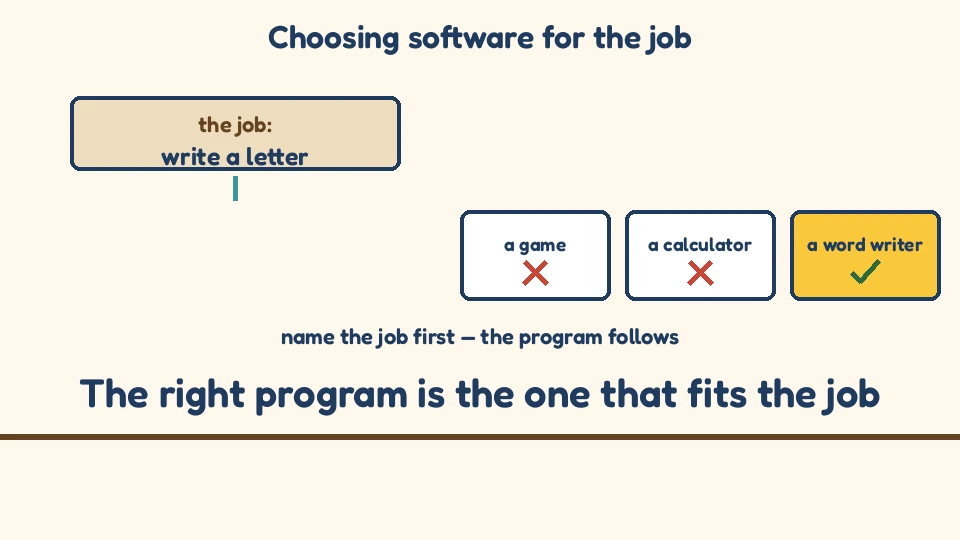 Choosing software for the job
the job:
write a letter
a game
a calculator
a word writer
name the job first — the program follows
The right program is the one that fits the job